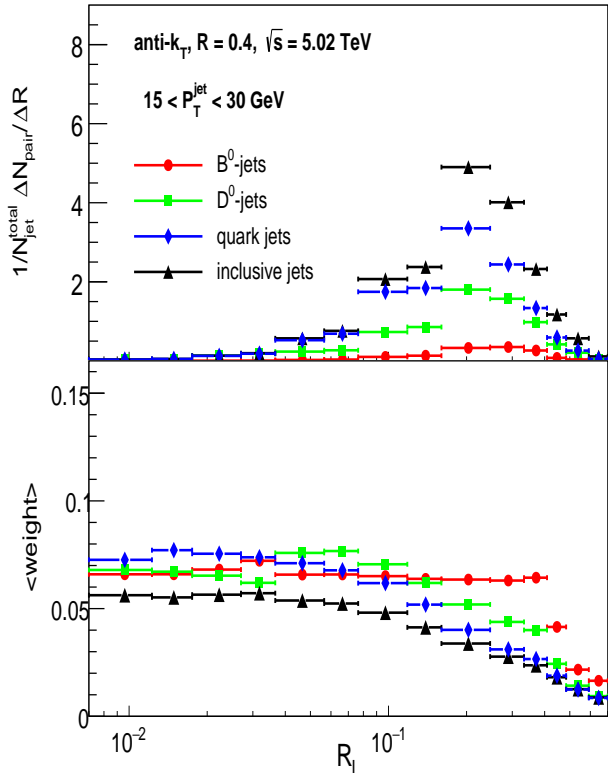 anti-k_T, R = 0.4, √s = 5.02 TeV
15 < P_T^jet < 30 GeV
B^0-jets
D^0-jets
quark jets
inclusive jets
1/N_jet^total ΔN_pair/ΔR
8
6
4
2
<weight>
0.15
0.1
0.05
0
10^−2
10^−1
R_l